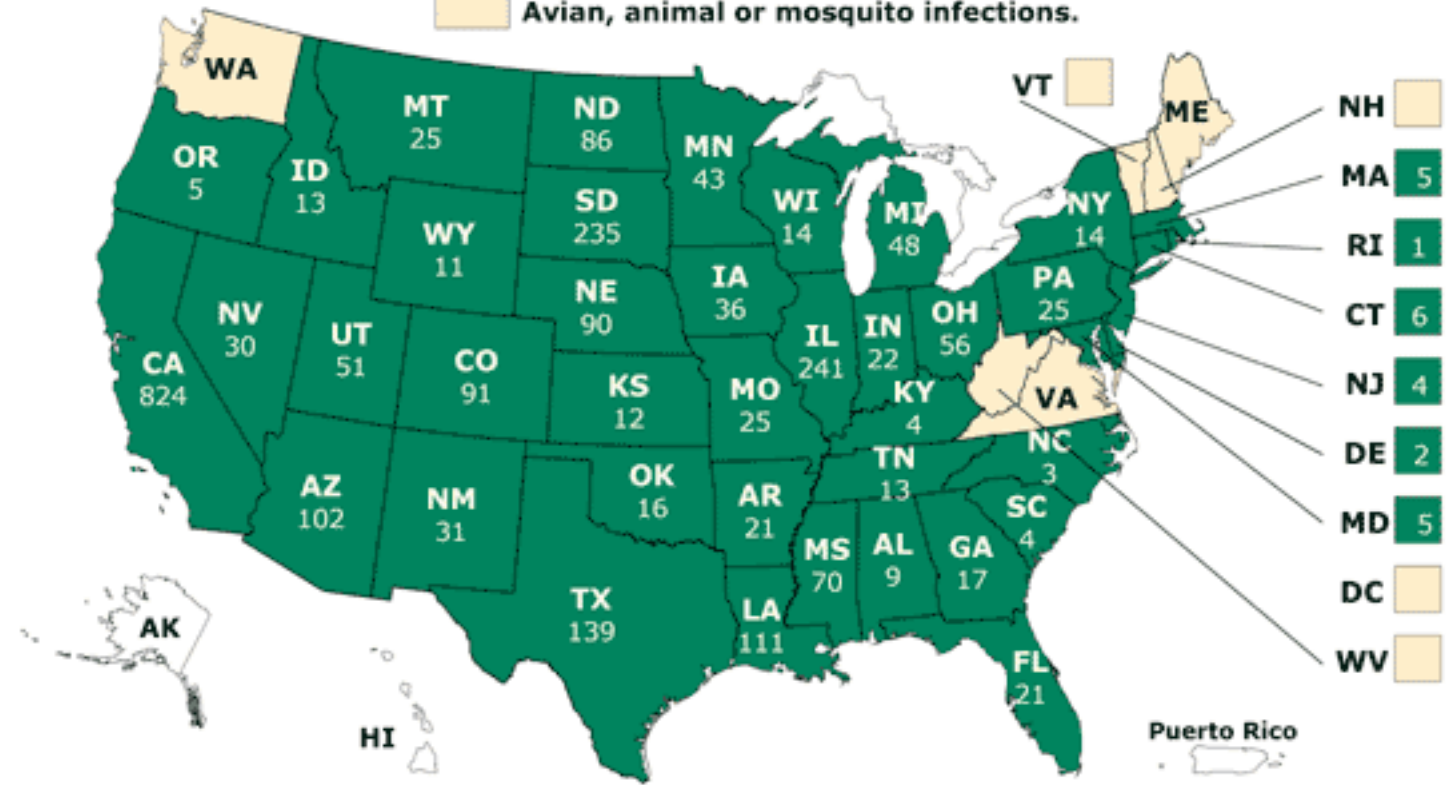 Avian, animal or mosquito infections.
WA
VT
ME
NH
MT
25
ND
86
MN
43
OR
5
ID
13
MA 5
SD
235
WI
14
MI
48
NY
14
WY
11
RI 1
IA
36
PA
25
NE
90
NV
30
OH
56
CT 6
IL
241
IN
22
UT
51
CA
824
CO
91
KS
12
MO
25
KY
4
VA
NJ 4
NC
3
DE 2
TN
13
OK
16
AZ
102
NM
31
AR
21
SC
4
MD 5
MS
70
AL
9
GA
17
TX
139
LA
111
DC
AK
FL
21
WV
HI
Puerto Rico